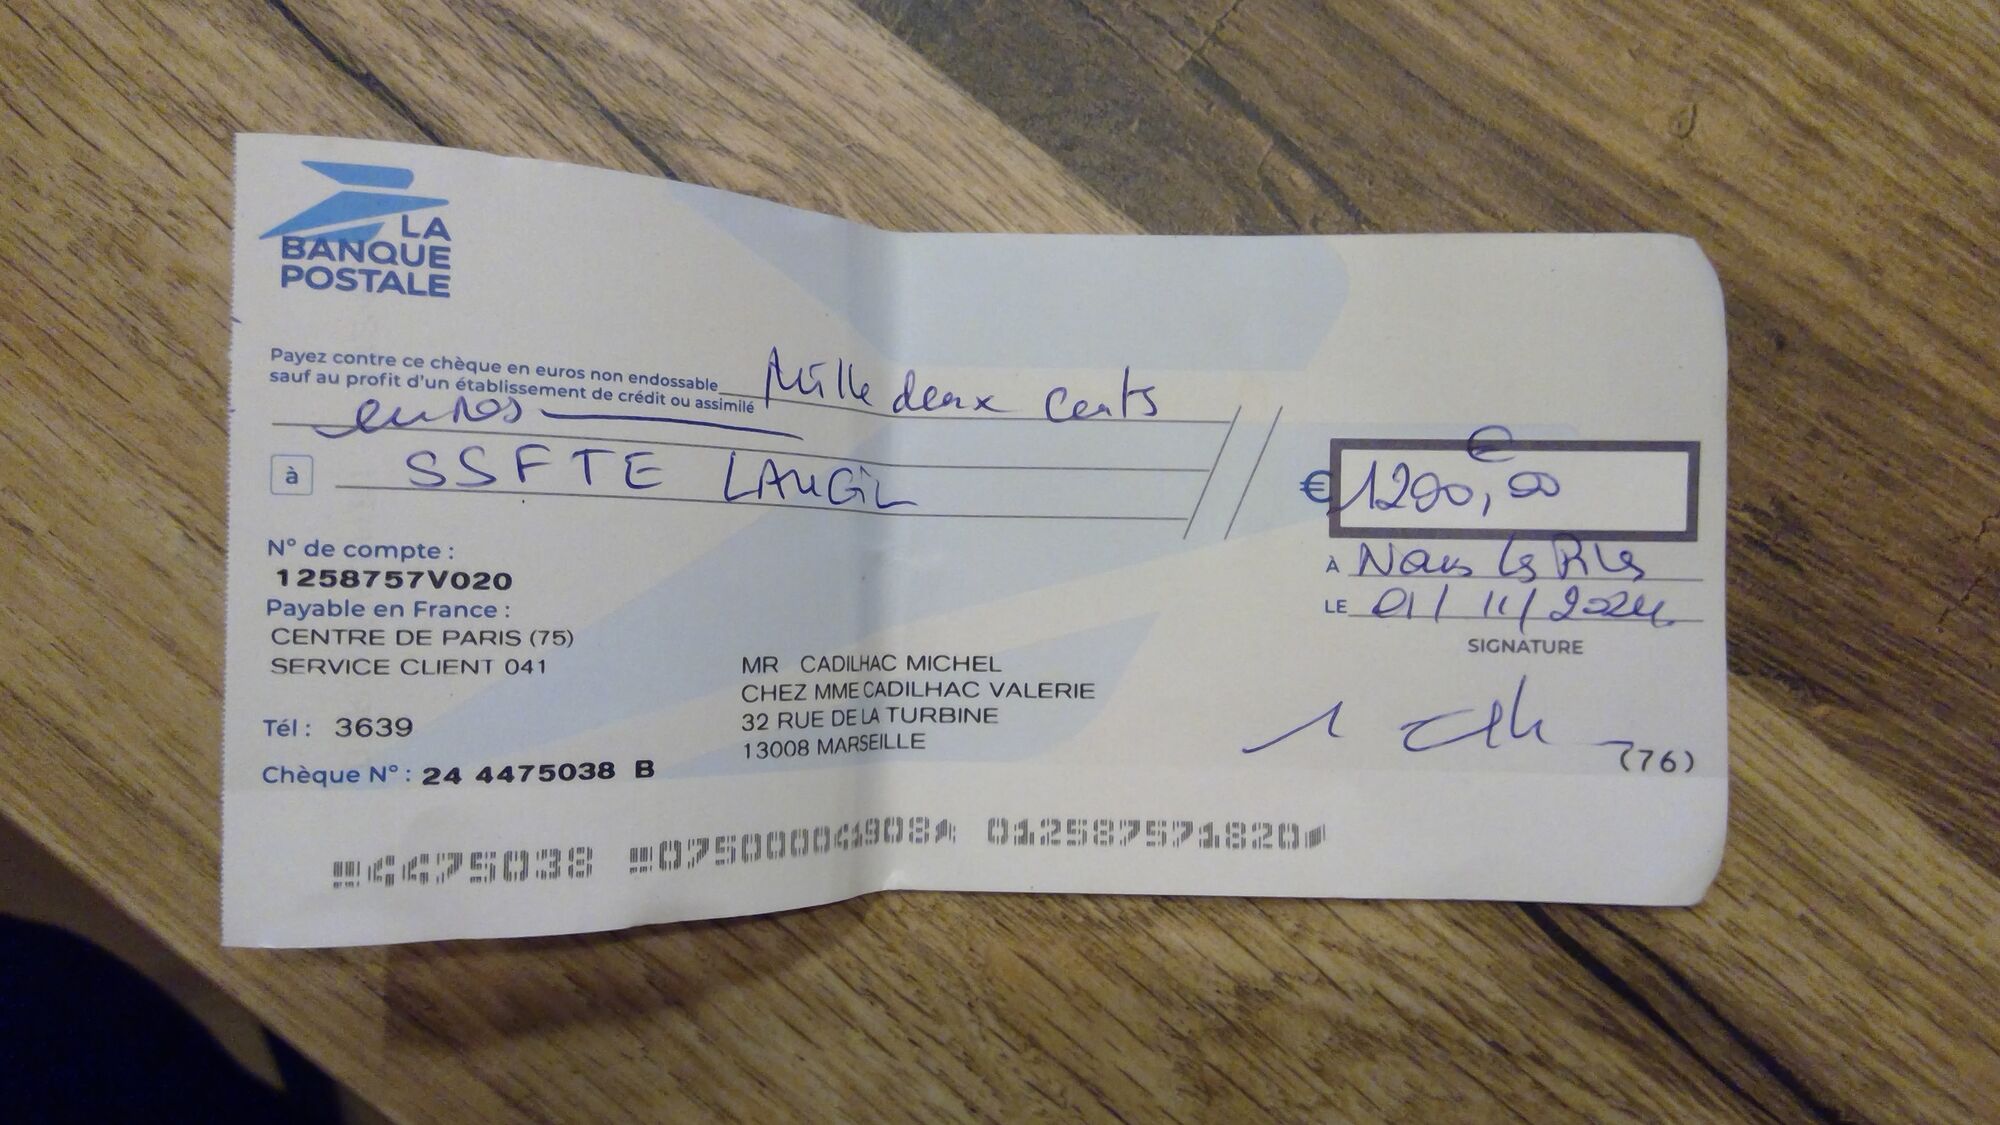 LA
BANQUE
POSTALE
Payez contre ce chèque en euros non endossable
sauf au profit d'un établissement de crédit ou assimilé
Mille deux cents
euros
à SSFTE LAUGIL
€ 1200,00 €
N° de compte :
1258757V020
Payable en France :
CENTRE DE PARIS (75)
SERVICE CLIENT 041
Tél : 3639
Chèque N° : 24 4475038 B
MR CADILHAC MICHEL
CHEZ MME CADILHAC VALERIE
32 RUE DE LA TURBINE
13008 MARSEILLE
À
LE 01/11/2024
SIGNATURE
(76)
4475038 075000041908 012587571820